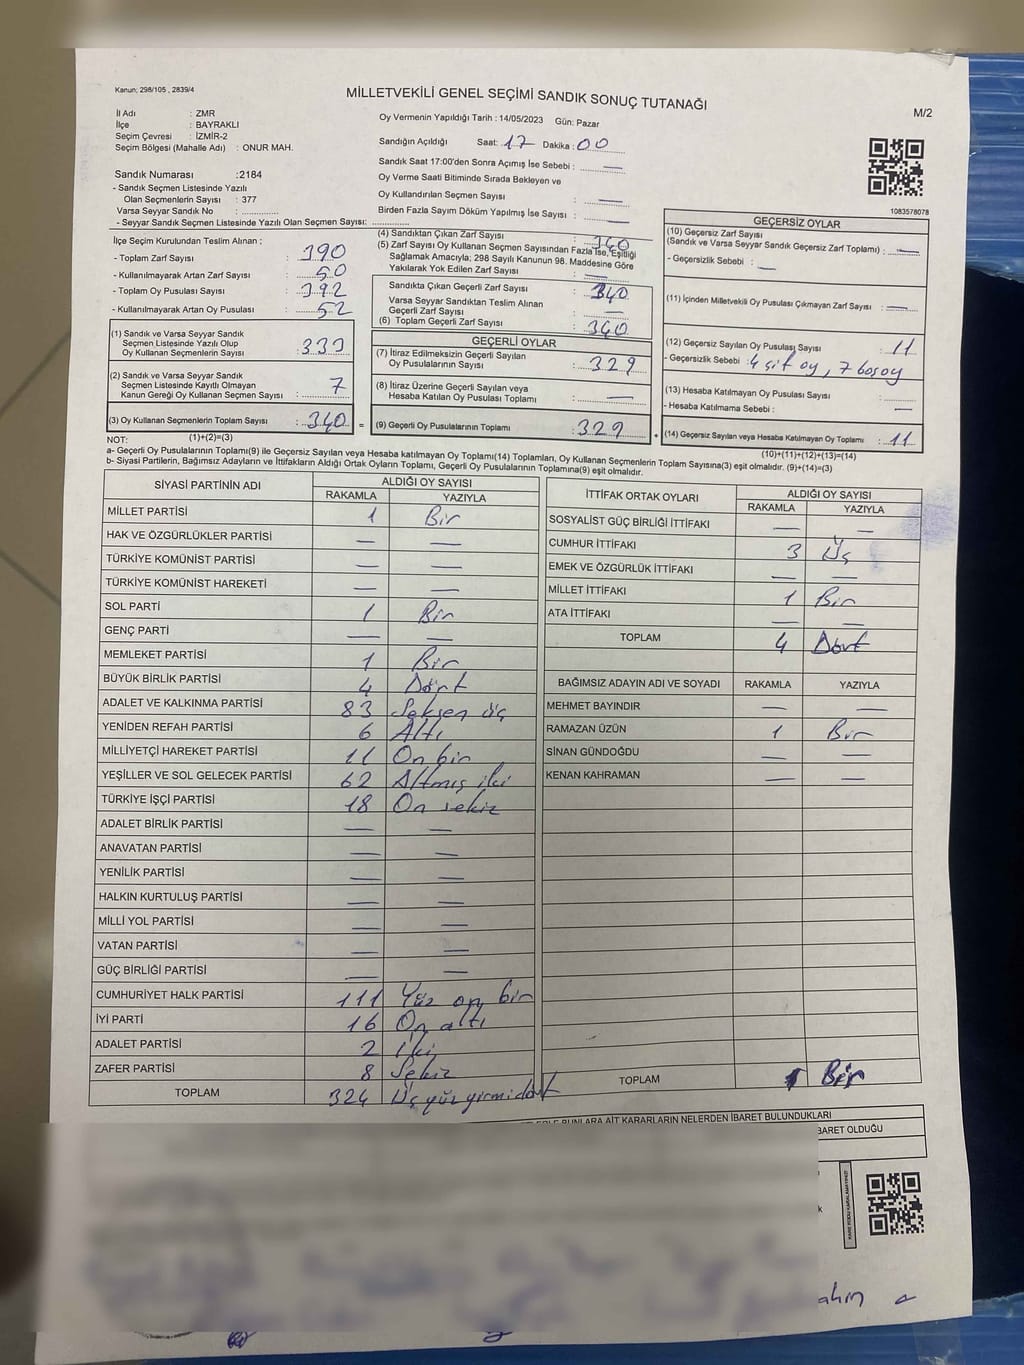 Kanun: 298/105 , 2839/4
MİLLETVEKİLİ GENEL SEÇİMİ SANDIK SONUÇ TUTANAĞI
M/2
İl Adı : ZMR
İlçe : BAYRAKLI
Seçim Çevresi : İZMİR-2
Seçim Bölgesi (Mahalle Adı) : ONUR MAH.
Oy Vermenin Yapıldığı Tarih : 14/05/2023 Gün: Pazar
Sandığın Açıldığı Saat: 17 Dakika : 00
Sandık Saat 17:00'den Sonra Açımış İse Sebebi : —
Oy Verme Saati Bitiminde Sırada Bekleyen ve
Oy Kullandırılan Seçmen Sayısı : —
Birden Fazla Sayım Döküm Yapılmış İse Sayısı : —
Sandık Numarası :2184
- Sandık Seçmen Listesinde Yazılı
Olan Seçmenlerin Sayısı : 377
Varsa Seyyar Sandık No : ..............
- Seyyar Sandık Seçmen Listesinde Yazılı Olan Seçmen Sayısı: ..............
1083578078
İlçe Seçim Kurulundan Teslim Alınan :
- Toplam Zarf Sayısı : 390
- Kullanılmayarak Artan Zarf Sayısı : 50
- Toplam Oy Pusulası Sayısı : 392
- Kullanılmayarak Artan Oy Pusulası : 52
(1) Sandık ve Varsa Seyyar Sandık
Seçmen Listesinde Yazılı Olup
Oy Kullanan Seçmenlerin Sayısı : 333
(2) Sandık ve Varsa Seyyar Sandık
Seçmen Listesinde Kayıtlı Olmayan
Kanun Gereği Oy Kullanan Seçmen Sayısı : 7
(3) Oy Kullanan Seçmenlerin Toplam Sayısı : 340 =
(1)+(2)=(3)
(4) Sandıktan Çıkan Zarf Sayısı : 340
(5) Zarf Sayısı Oy Kullanan Seçmen Sayısından Fazla İse, Eşitliği
Sağlamak Amacıyla; 298 Sayılı Kanunun 98. Maddesine Göre
Yakılarak Yok Edilen Zarf Sayısı : —
Sandıkta Çıkan Geçerli Zarf Sayısı : 340
Varsa Seyyar Sandıktan Teslim Alınan
Geçerli Zarf Sayısı : —
(6) Toplam Geçerli Zarf Sayısı : 340
GEÇERLİ OYLAR
(7) İtiraz Edilmeksizin Geçerli Sayılan
Oy Pusulalarının Sayısı : 329
(8) İtiraz Üzerine Geçerli Sayılan veya
Hesaba Katılan Oy Pusulası Toplamı : —
(9) Geçerli Oy Pusulalarının Toplamı : 329
GEÇERSİZ OYLAR
(10) Geçersiz Zarf Sayısı
(Sandık ve Varsa Seyyar Sandık Geçersiz Zarf Toplamı) : —
- Geçersizlik Sebebi : —
(11) İçinden Milletvekili Oy Pusulası Çıkmayan Zarf Sayısı : —
(12) Geçersiz Sayılan Oy Pusulası Sayısı : 11
- Geçersizlik Sebebi : 4 çift oy, 7 boş oy
(13) Hesaba Katılmayan Oy Pusulası Sayısı : ..............
- Hesaba Katılmama Sebebi : —
(14) Geçersiz Sayılan veya Hesaba Katılmayan Oy Toplamı : 11
(10)+(11)+(12)+(13)=(14)
NOT:
a- Geçerli Oy Pusulalarının Toplamı(9) ile Geçersiz Sayılan veya Hesaba katılmayan Oy Toplamı(14) Toplamları, Oy Kullanan Seçmenlerin Toplam Sayısına(3) eşit olmalıdır. (9)+(14)=(3)
b- Siyasi Partilerin, Bağımsız Adayların ve İttifakların Aldığı Ortak Oyların Toplamı, Geçerli Oy Pusulalarının Toplamına(9) eşit olmalıdır.
SİYASİ PARTİNİN ADI ALDIĞI OY SAYISI
RAKAMLA YAZIYLA
MİLLET PARTİSİ 1 Bir
HAK VE ÖZGÜRLÜKLER PARTİSİ — —
TÜRKİYE KOMÜNİST PARTİSİ — —
TÜRKİYE KOMÜNİST HAREKETİ — —
SOL PARTİ 1 Bir
GENÇ PARTİ — —
MEMLEKET PARTİSİ 1 Bir
BÜYÜK BİRLİK PARTİSİ 4 Dört
ADALET VE KALKINMA PARTİSİ 83 Seksen üç
YENİDEN REFAH PARTİSİ 6 Altı
MİLLİYETÇİ HAREKET PARTİSİ 11 On bir
YEŞİLLER VE SOL GELECEK PARTİSİ 62 Altmış iki
TÜRKİYE İŞÇİ PARTİSİ 18 On sekiz
ADALET BİRLİK PARTİSİ — —
ANAVATAN PARTİSİ — —
YENİLİK PARTİSİ — —
HALKIN KURTULUŞ PARTİSİ — —
MİLLİ YOL PARTİSİ — —
VATAN PARTİSİ — —
GÜÇ BİRLİĞİ PARTİSİ — —
CUMHURİYET HALK PARTİSİ 111 Yüz on bir
İYİ PARTİ 16 On altı
ADALET PARTİSİ 2 İki
ZAFER PARTİSİ 8 Sekiz
TOPLAM 324 Üç yüz yirmi dört
İTTİFAK ORTAK OYLARI ALDIĞI OY SAYISI
RAKAMLA YAZIYLA
SOSYALİST GÜÇ BİRLİĞİ İTTİFAKI — —
CUMHUR İTTİFAKI 3 Üç
EMEK VE ÖZGÜRLÜK İTTİFAKI — —
MİLLET İTTİFAKI 1 Bir
ATA İTTİFAKI — —
TOPLAM 4 Dört
BAĞIMSIZ ADAYIN ADI VE SOYADI RAKAMLA YAZIYLA
MEHMET BAYINDIR — —
RAMAZAN ÜZÜN 1 Bir
SİNAN GÜNDOĞDU — —
KENAN KAHRAMAN — —
TOPLAM 1 Bir
BUNLARA AİT KARARLARIN NELERDEN İBARET BULUNDUKLARI
BARET OLDUĞU